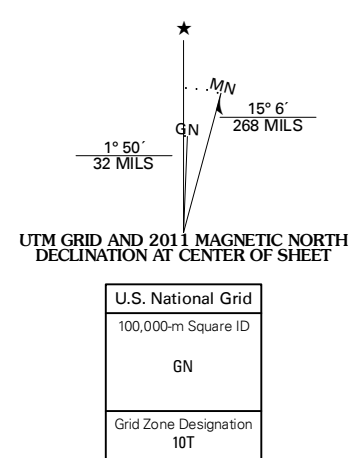 MN
15° 6´
268 MILS
GN
1° 50´
32 MILS
UTM GRID AND 2011 MAGNETIC NORTH
DECLINATION AT CENTER OF SHEET
U.S. National Grid
100,000-m Square ID
GN
Grid Zone Designation
10T